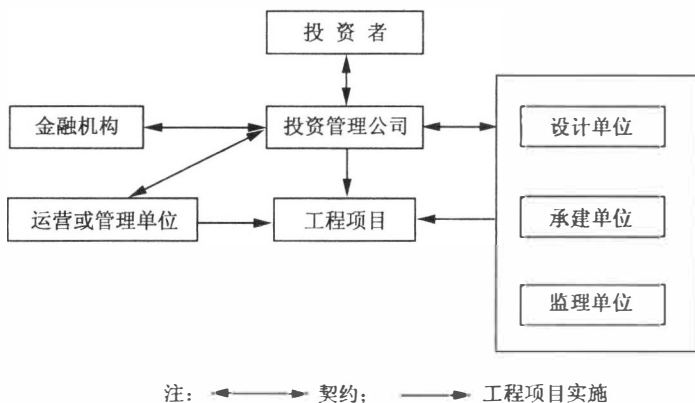 投 资 者
金融机构
投资管理公司
设计单位
运营或管理单位
工程项目
承建单位
监理单位
注: 契约; 工程项目实施